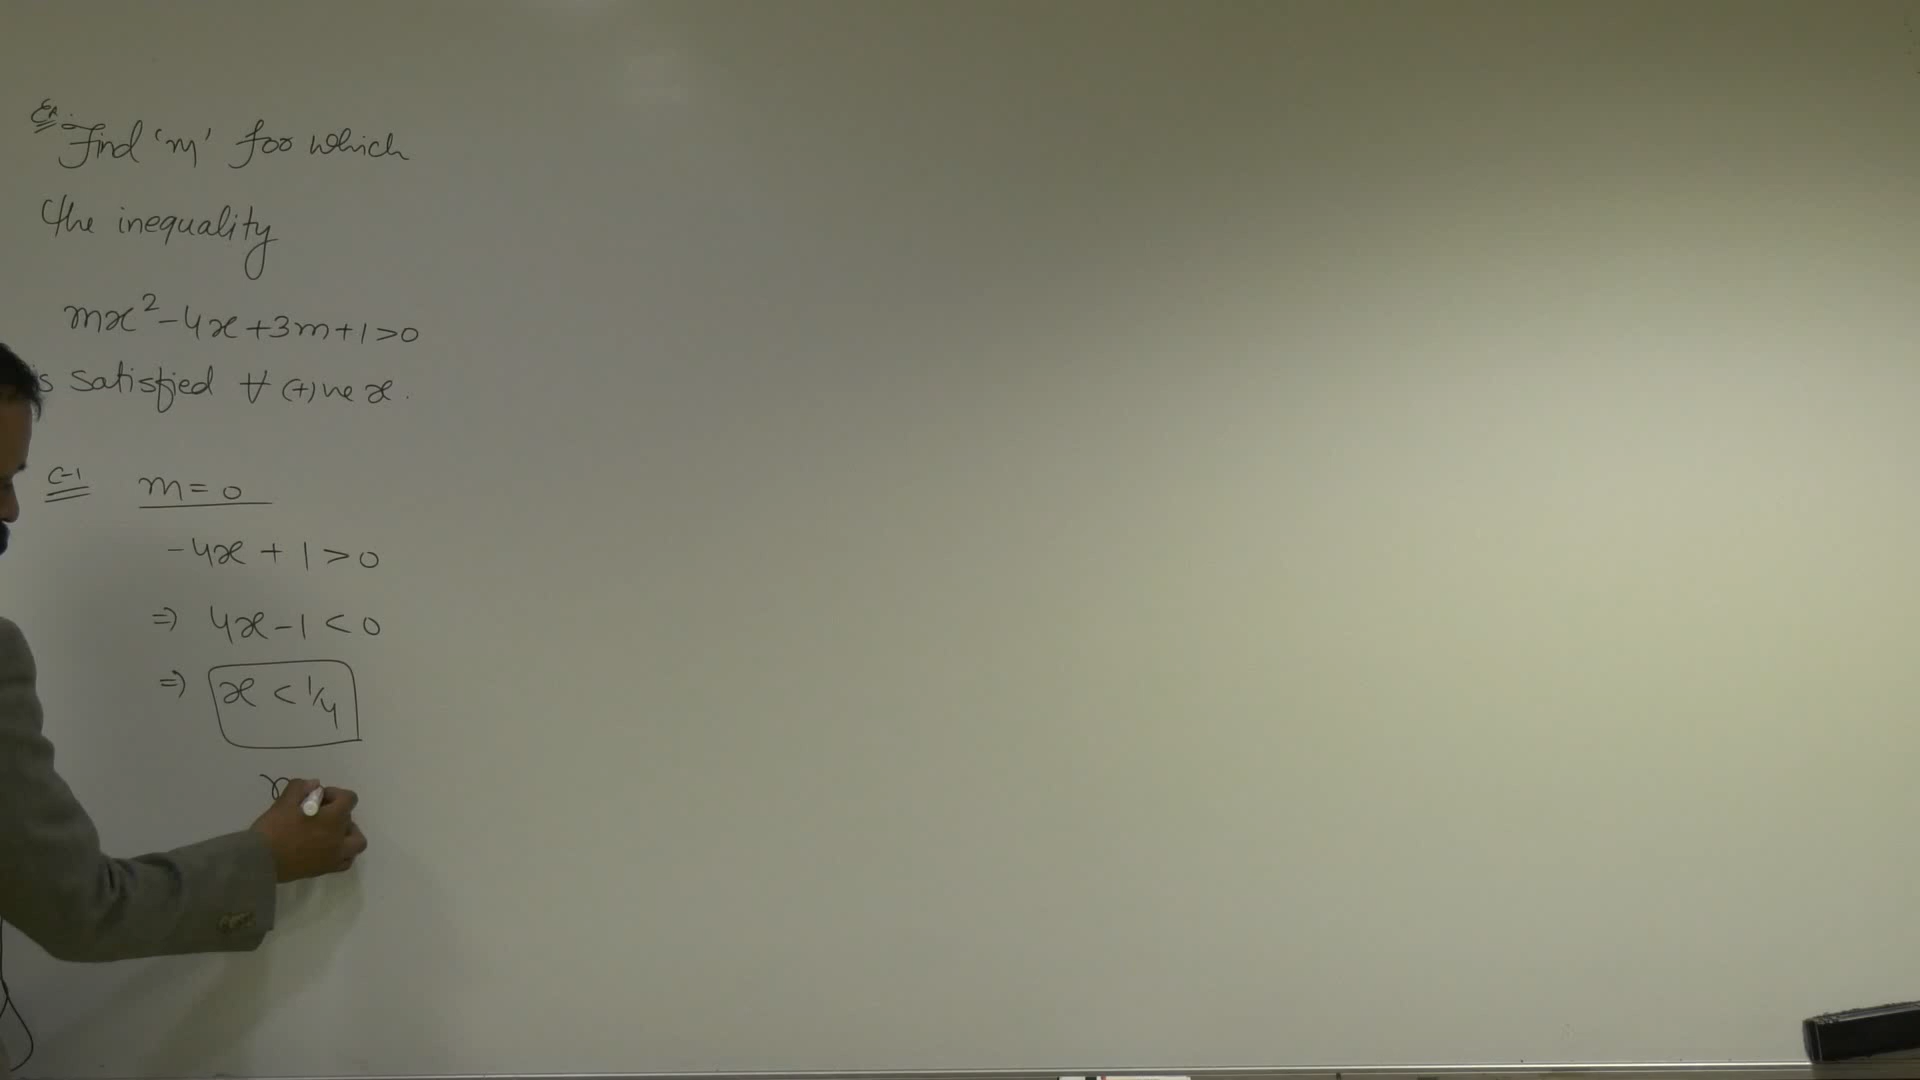 Ex:
Find 'm' for which
the inequality
mx²-4x+3m+1>0
is satisfied ∀ (+)ve x.
C-1 m=0
-4x + 1 > 0
⇒ 4x-1 < 0
⇒ x < 1/4